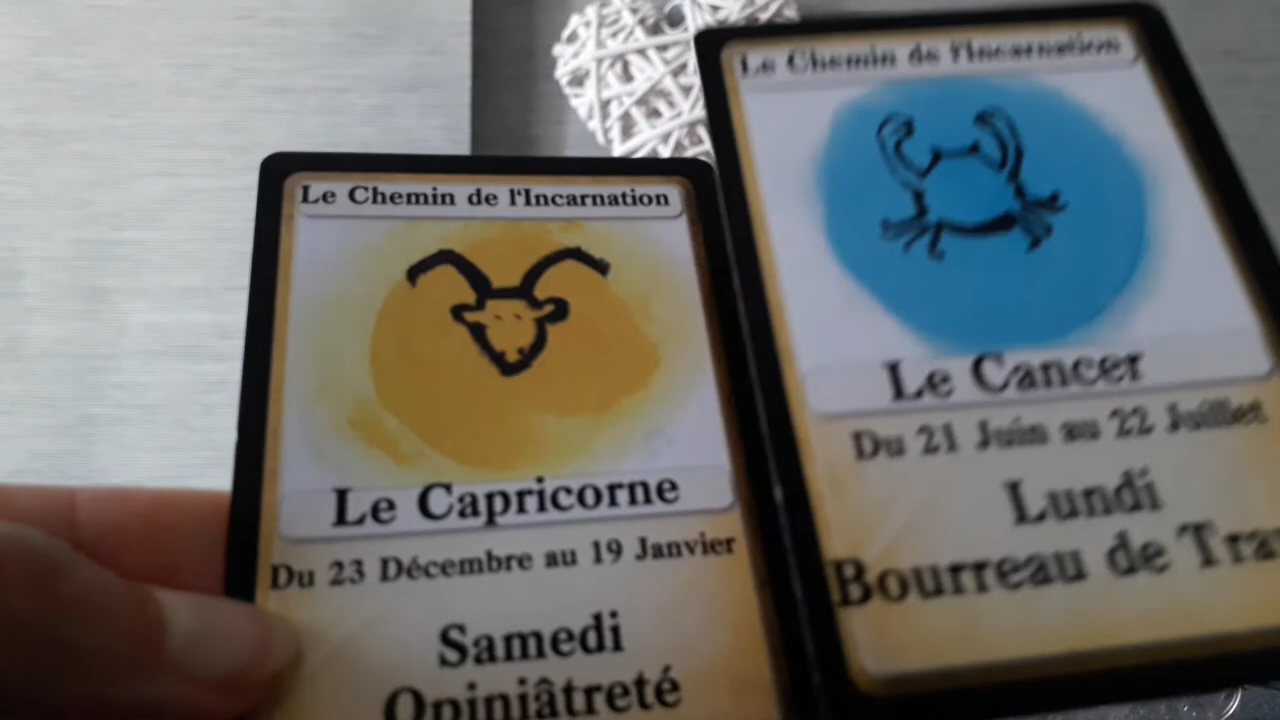 Le Chemin de l'Incarnation
Le Capricorne
Du 23 Décembre au 19 Janvier
Samedi
Opiniâtreté
Le Chemin de l'Incarnation
Le Cancer
Du 21 Juin au 22 Juillet
Lundi
Bourreau de Tra